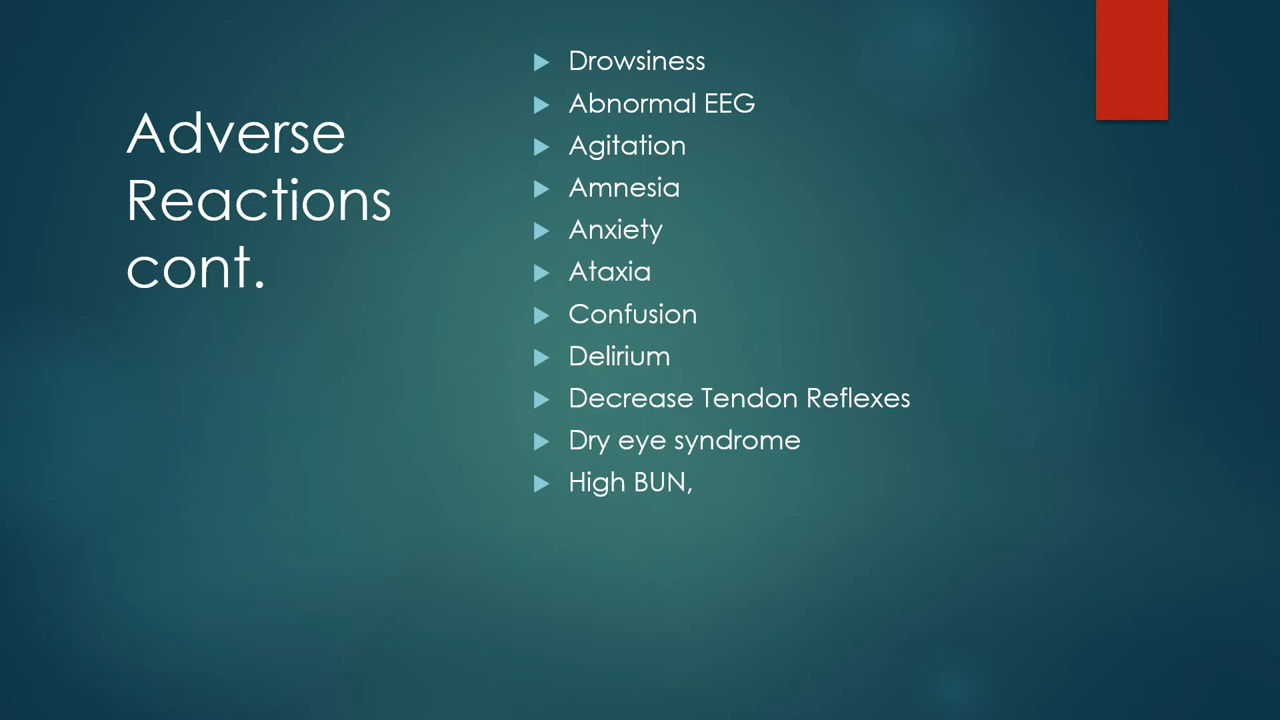 Adverse
Reactions
cont.
Drowsiness
Abnormal EEG
Agitation
Amnesia
Anxiety
Ataxia
Confusion
Delirium
Decrease Tendon Reflexes
Dry eye syndrome
High BUN,